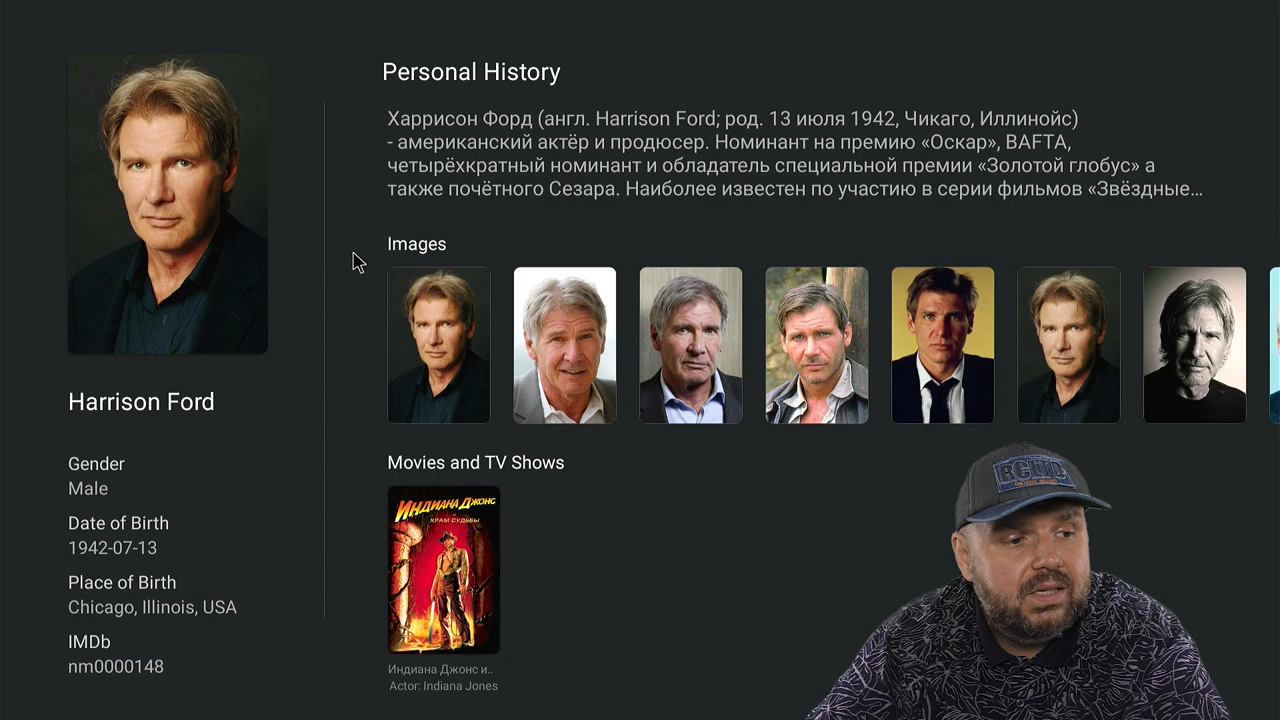 Personal History
Харрисон Форд (англ. Harrison Ford; род. 13 июля 1942, Чикаго, Иллинойс)
- американский актёр и продюсер. Номинант на премию «Оскар», BAFTA,
четырёхкратный номинант и обладатель специальной премии «Золотой глобус» а
также почётного Сезара. Наиболее известен по участию в серии фильмов «Звёздные…
Images
Harrison Ford
Gender
Male
Date of Birth
1942-07-13
Place of Birth
Chicago, Illinois, USA
IMDb
nm0000148
Movies and TV Shows
Индиана Джонс
Храм Судьбы
Индиана Джонс и..
Actor: Indiana Jones